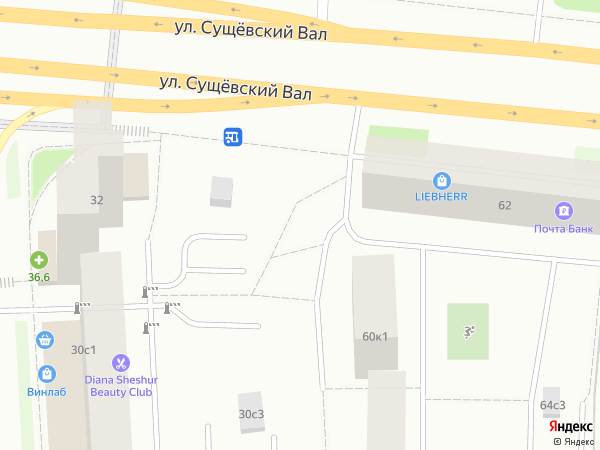 ул. Сущёвский Вал
ул. Сущёвский Вал
32
LIEBHERR
62
Почта Банк
36,6
30с1
60к1
Винлаб
Diana Sheshur
Beauty Club
30с3
64с3
Яндекс
© Яндекс